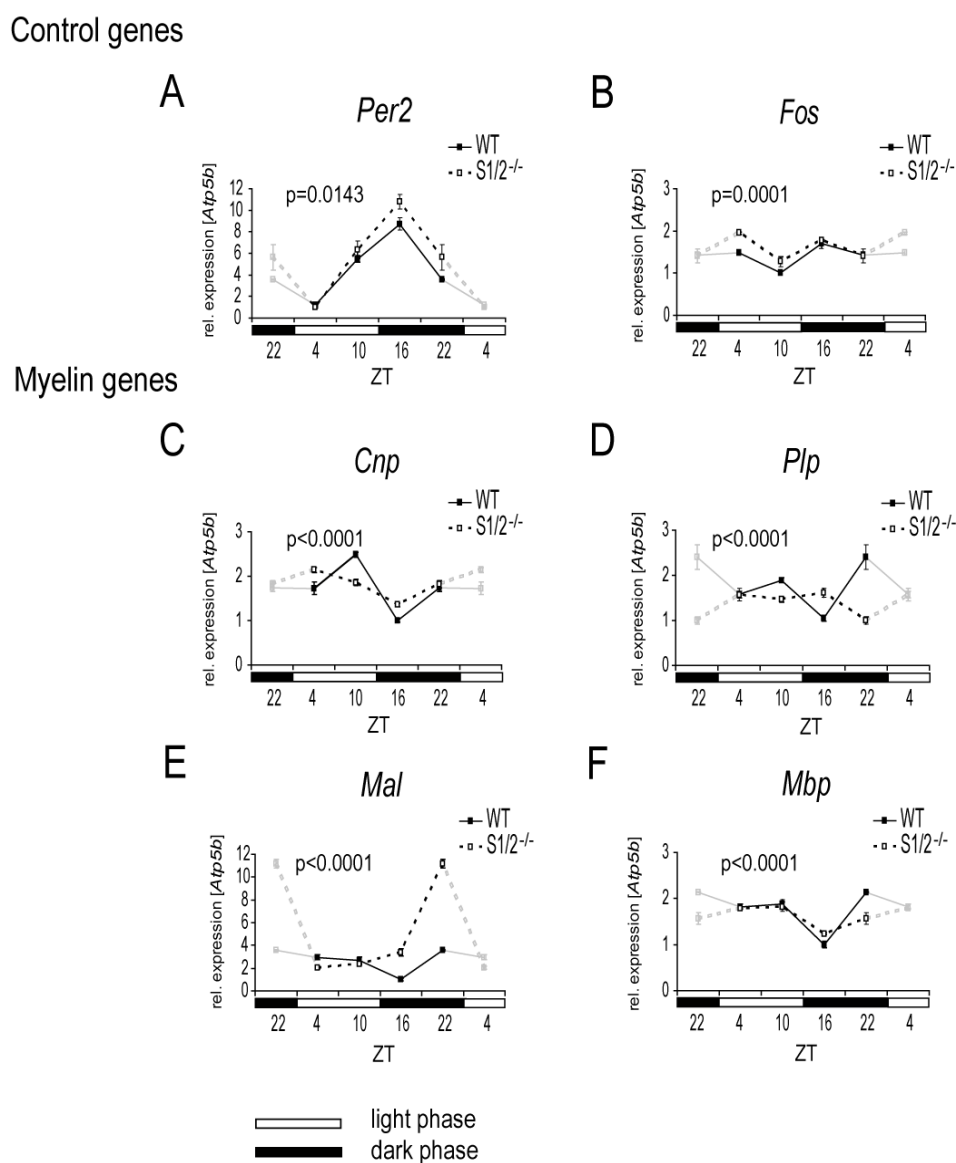 Control genes
A
Per2
WT
S1/2-/-
rel. expression [Atp5b]
p=0.0143
12
10
8
6
4
2
0
22 4 10 16 22 4
ZT
B
Fos
WT
S1/2-/-
rel. expression [Atp5b]
p=0.0001
3
2
1
0
22 4 10 16 22 4
ZT
Myelin genes
C
Cnp
WT
S1/2-/-
rel. expression [Atp5b]
p<0.0001
3
2
1
0
22 4 10 16 22 4
ZT
D
Plp
WT
S1/2-/-
rel. expression [Atp5b]
p<0.0001
3
2
1
0
22 4 10 16 22 4
ZT
E
Mal
WT
S1/2-/-
rel. expression [Atp5b]
p<0.0001
12
10
8
6
4
2
0
22 4 10 16 22 4
ZT
F
Mbp
WT
S1/2-/-
rel. expression [Atp5b]
p<0.0001
3
2
1
0
22 4 10 16 22 4
ZT
light phase
dark phase